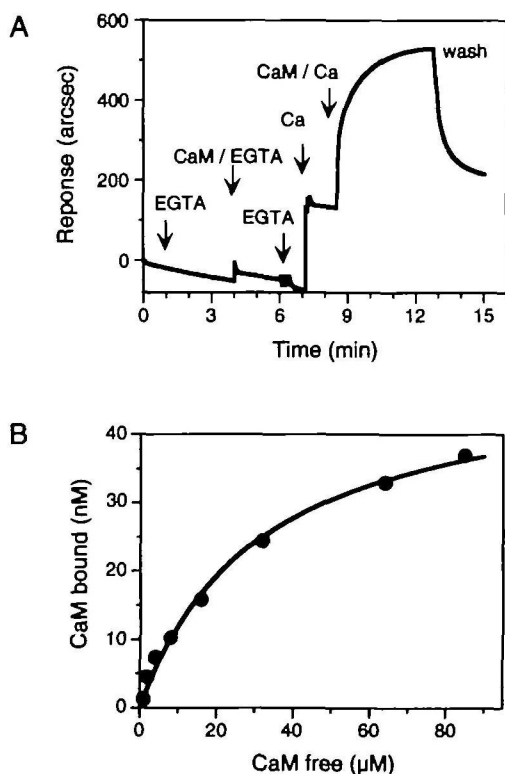 A
Reponse (arcsec)
600
400
200
0
EGTA
CaM / EGTA
EGTA
Ca
CaM / Ca
wash
0 3 6 9 12 15
Time (min)
B
CaM bound (nM)
40
30
20
10
0
0 20 40 60 80
CaM free (µM)